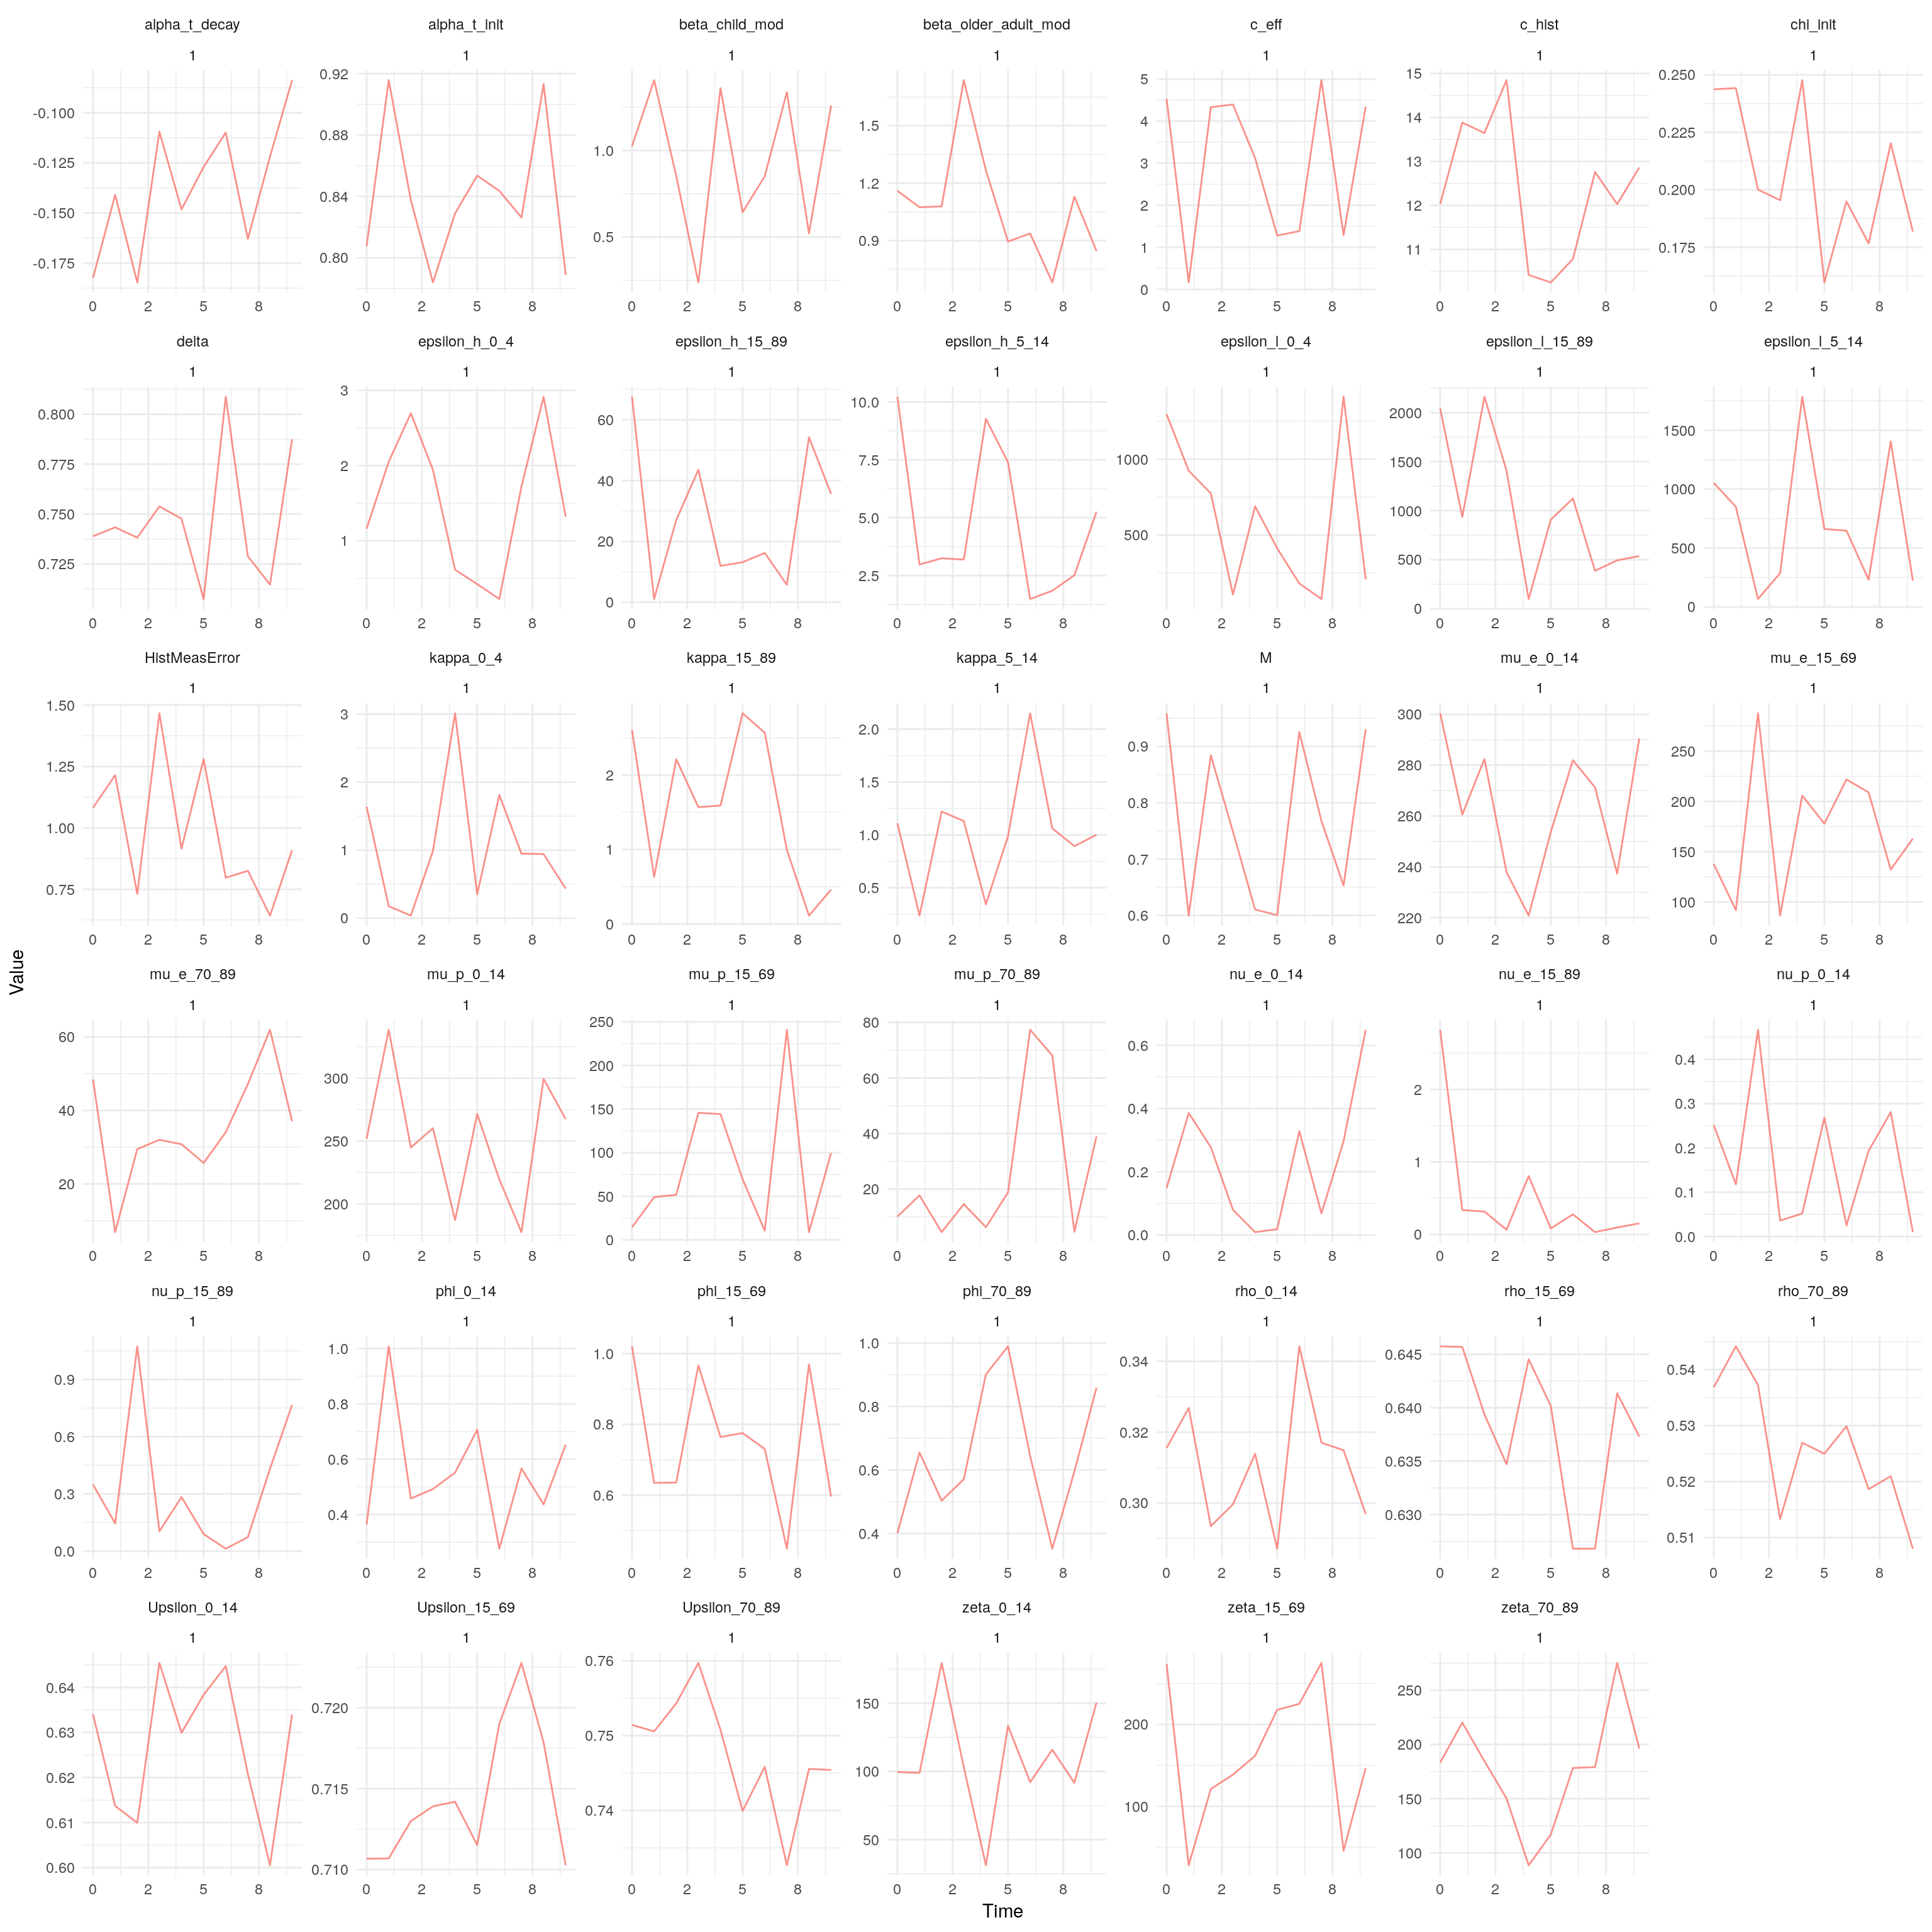 alpha_t_decay
1
-0.100
-0.125
-0.150
-0.175
0 2 5 8
alpha_t_init
1
0.92
0.88
0.84
0.80
0 2 5 8
beta_child_mod
1
1.0
0.5
0 2 5 8
beta_older_adult_mod
1
1.5
1.2
0.9
0 2 5 8
c_eff
1
5
4
3
2
1
0
0 2 5 8
c_hist
1
15
14
13
12
11
0 2 5 8
chi_init
1
0.250
0.225
0.200
0.175
0 2 5 8
delta
1
0.800
0.775
0.750
0.725
0 2 5 8
epsilon_h_0_4
1
3
2
1
0 2 5 8
epsilon_h_15_89
1
60
40
20
0
0 2 5 8
epsilon_h_5_14
1
10.0
7.5
5.0
2.5
0 2 5 8
epsilon_l_0_4
1
1000
500
0 2 5 8
epsilon_l_15_89
1
2000
1500
1000
500
0
0 2 5 8
epsilon_l_5_14
1
1500
1000
500
0
0 2 5 8
HistMeasError
1
1.50
1.25
1.00
0.75
0 2 5 8
kappa_0_4
1
3
2
1
0
0 2 5 8
kappa_15_89
1
2
1
0
0 2 5 8
kappa_5_14
1
2.0
1.5
1.0
0.5
0 2 5 8
M
1
0.9
0.8
0.7
0.6
0 2 5 8
mu_e_0_14
1
300
280
260
240
220
0 2 5 8
mu_e_15_69
1
250
200
150
100
0 2 5 8
Value
mu_e_70_89
1
60
40
20
0 2 5 8
mu_p_0_14
1
300
250
200
0 2 5 8
mu_p_15_69
1
250
200
150
100
50
0
0 2 5 8
mu_p_70_89
1
80
60
40
20
0 2 5 8
nu_e_0_14
1
0.6
0.4
0.2
0.0
0 2 5 8
nu_e_15_89
1
2
1
0
0 2 5 8
nu_p_0_14
1
0.4
0.3
0.2
0.1
0.0
0 2 5 8
nu_p_15_89
1
0.9
0.6
0.3
0.0
0 2 5 8
phi_0_14
1
1.0
0.8
0.6
0.4
0 2 5 8
phi_15_69
1
1.0
0.8
0.6
0 2 5 8
phi_70_89
1
1.0
0.8
0.6
0.4
0 2 5 8
rho_0_14
1
0.34
0.32
0.30
0 2 5 8
rho_15_69
1
0.645
0.640
0.635
0.630
0 2 5 8
rho_70_89
1
0.54
0.53
0.52
0.51
0 2 5 8
Upsilon_0_14
1
0.64
0.63
0.62
0.61
0.60
0 2 5 8
Upsilon_15_69
1
0.720
0.715
0.710
0 2 5 8
Upsilon_70_89
1
0.76
0.75
0.74
0 2 5 8
zeta_0_14
1
150
100
50
0 2 5 8
zeta_15_69
1
200
100
0 2 5 8
zeta_70_89
1
250
200
150
100
0 2 5 8
Time